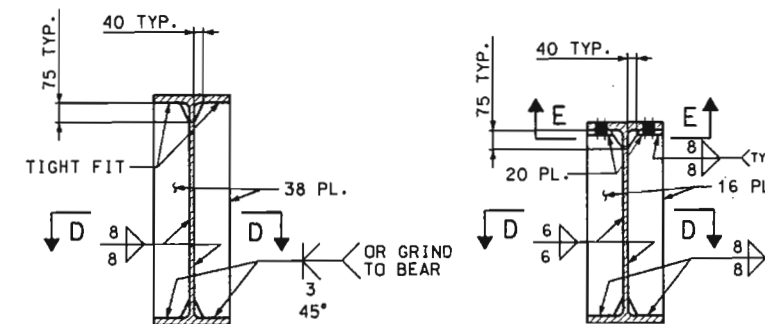 40 TYP.
75 TYP.
TIGHT FIT
38 PL.
D
D
8
8
OR GRIND
TO BEAR
3
45°
40 TYP.
75 TYP.
E
E
8
8
20 PL.
16 PL
D
D
6
6
8
8